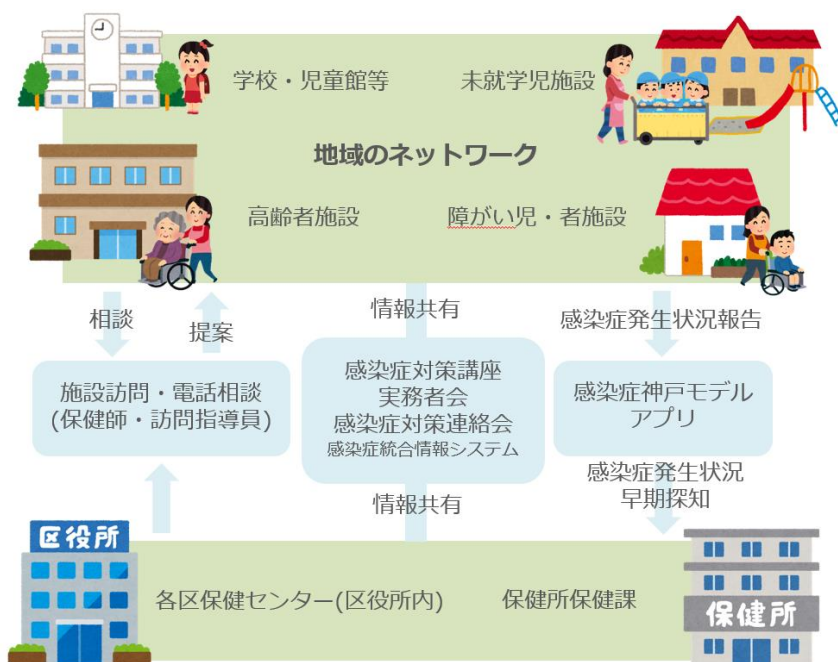 学校・児童館等
未就学児施設
地域のネットワーク
高齢者施設
障がい児・者施設
相談
提案
情報共有
感染症発生状況報告
施設訪問・電話相談
(保健師・訪問指導員)
感染症対策講座
実務者会
感染症対策連絡会
感染症統合情報システム
感染症神戸モデル
アプリ
情報共有
感染症発生状況
早期探知
区役所
各区保健センター(区役所内)
保健所保健課
保健所